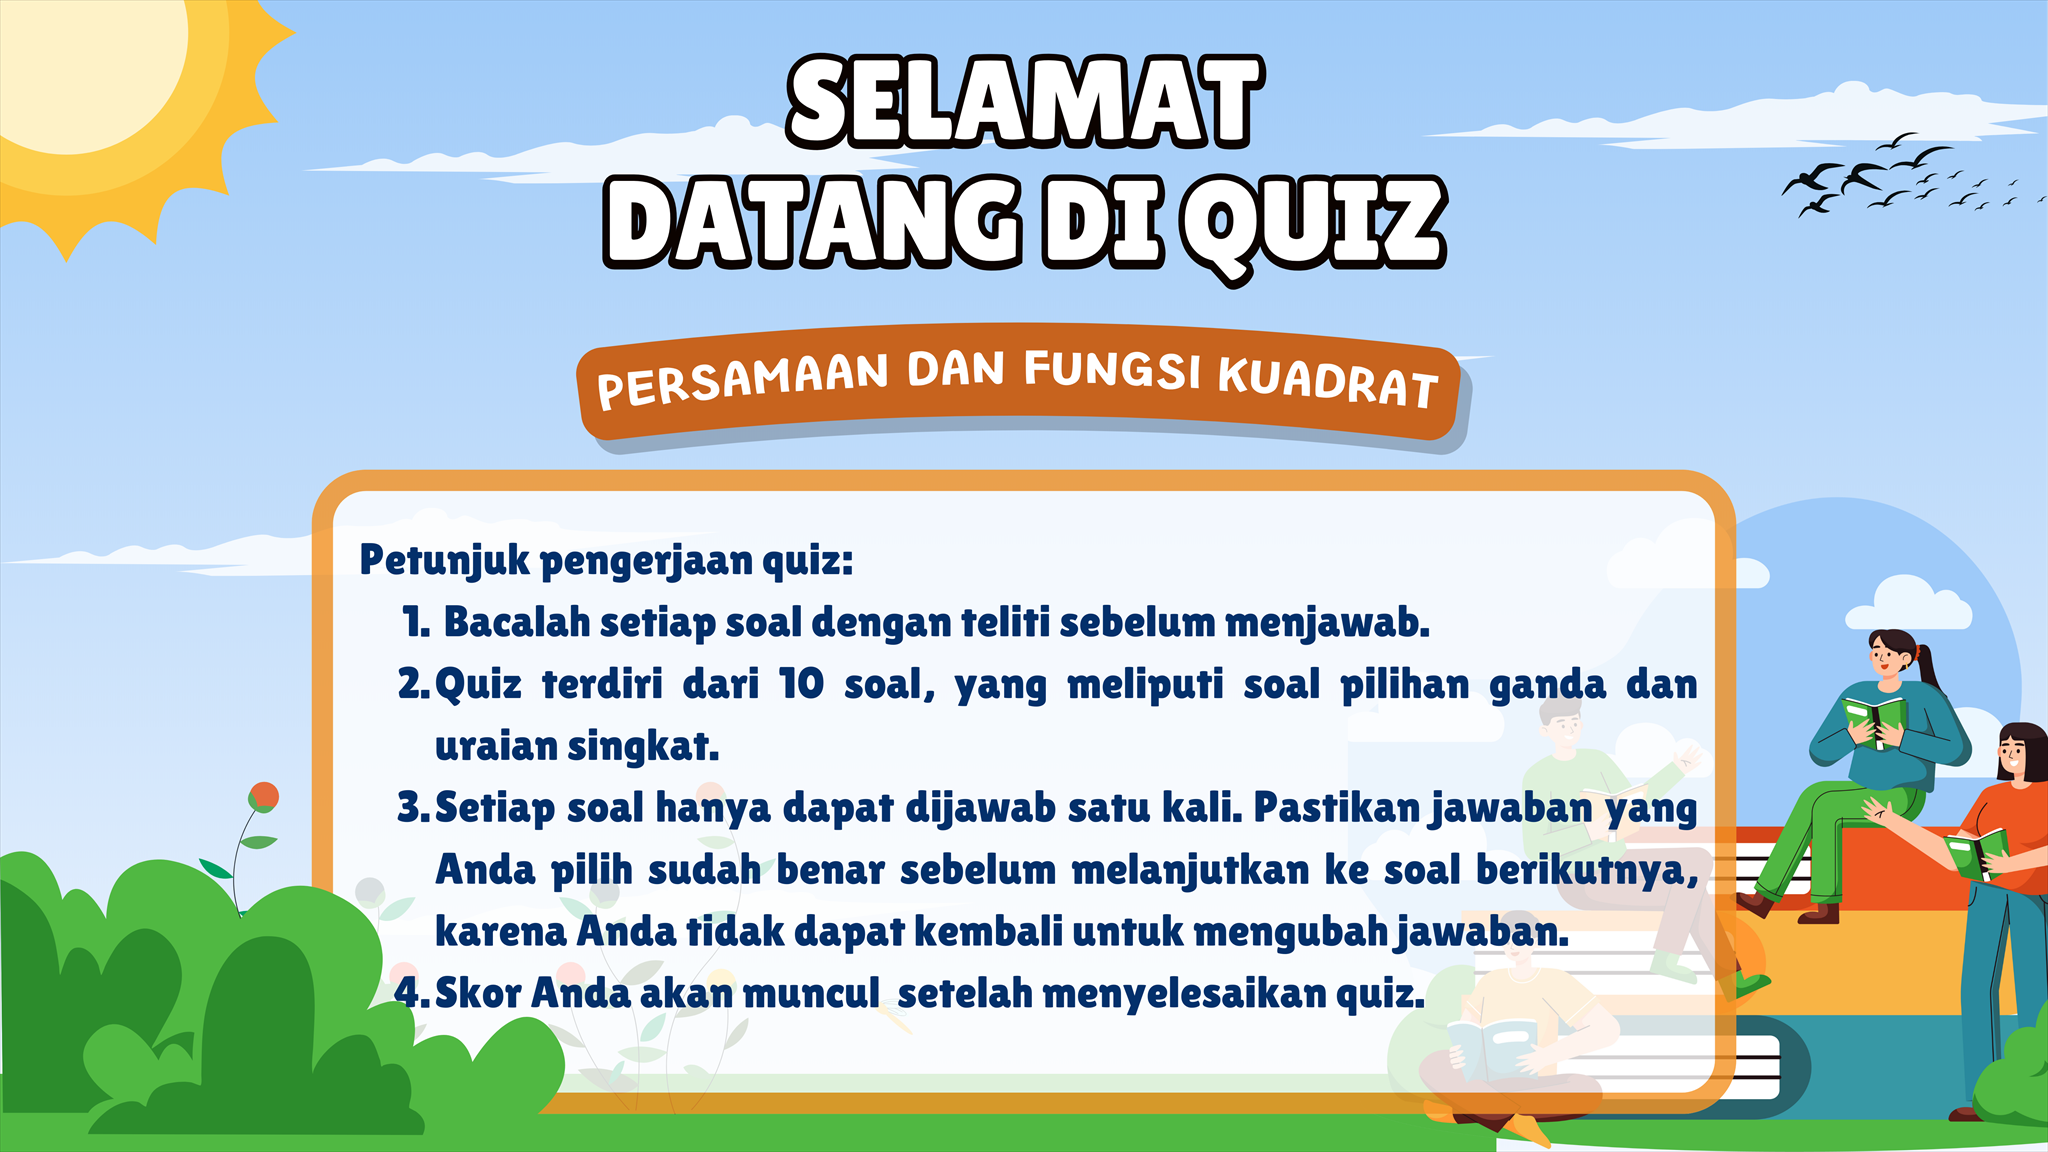 SELAMAT
DATANG DI QUIZ
PERSAMAAN DAN FUNGSI KUADRAT
Petunjuk pengerjaan quiz:
1. Bacalah setiap soal dengan teliti sebelum menjawab.
2. Quiz terdiri dari 10 soal, yang meliputi soal pilihan ganda dan
uraian singkat.
3. Setiap soal hanya dapat dijawab satu kali. Pastikan jawaban yang
Anda pilih sudah benar sebelum melanjutkan ke soal berikutnya,
karena Anda tidak dapat kembali untuk mengubah jawaban.
4. Skor Anda akan muncul setelah menyelesaikan quiz.